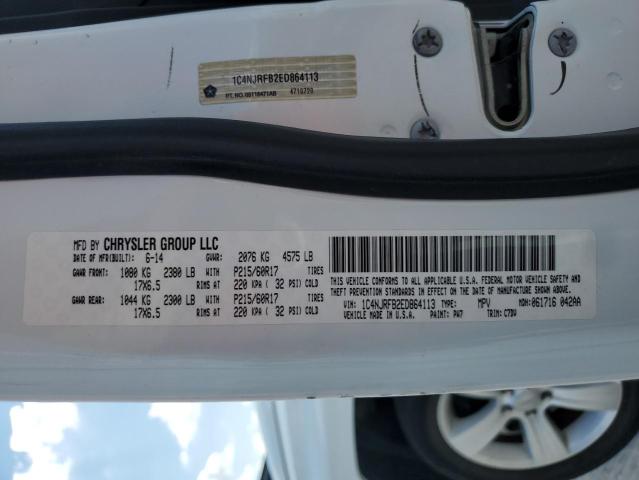 1C4NJRFB2ED864113
PT. NO. 68116471AB 4710720
MFD BY CHRYSLER GROUP LLC
DATE OF MFR(BUILT): 6-14 GVWR: 2076 KG 4575 LB
GAWR FRONT: 1080 KG 2380 LB WITH P215/60R17 TIRES
17X6.5 RIMS AT 220 KPA ( 32 PSI) COLD
GAWR REAR: 1044 KG 2300 LB WITH P215/60R17 TIRES
17X6.5 RIMS AT 220 KPA ( 32 PSI) COLD
THIS VEHICLE CONFORMS TO ALL APPLICABLE U.S.A. FEDERAL MOTOR VEHICLE SAFETY
AND THEFT PREVENTION STANDARDS IN EFFECT ON THE DATE OF MANUFACTURE SHOWN ABOVE.
VIN: 1C4NJRFB2ED864113 TYPE: MPV MDH: 061716 042AA
VEHICLE MADE IN U.S.A. PAINT: PW7 TRIM: C7DV